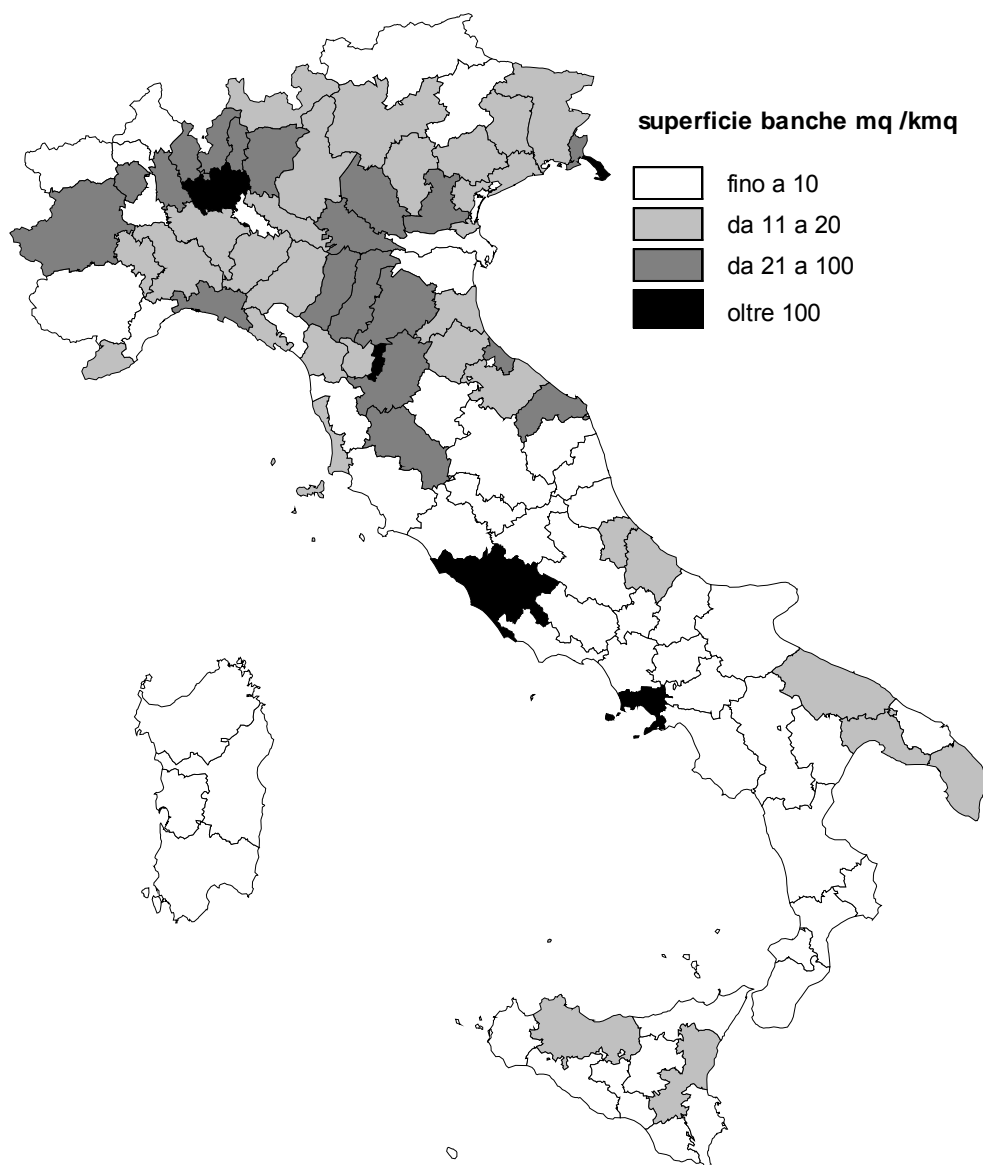 superficie banche mq /kmq
fino a 10
da 11 a 20
da 21 a 100
oltre 100